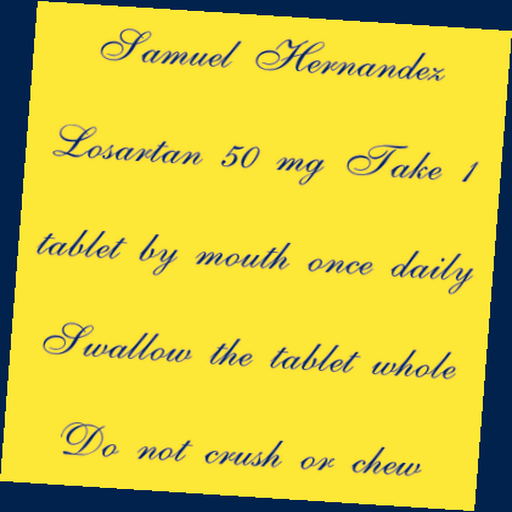 Samuel Hernandez
Losartan 50 mg Take 1
tablet by mouth once daily
Swallow the tablet whole
Do not crush or chew